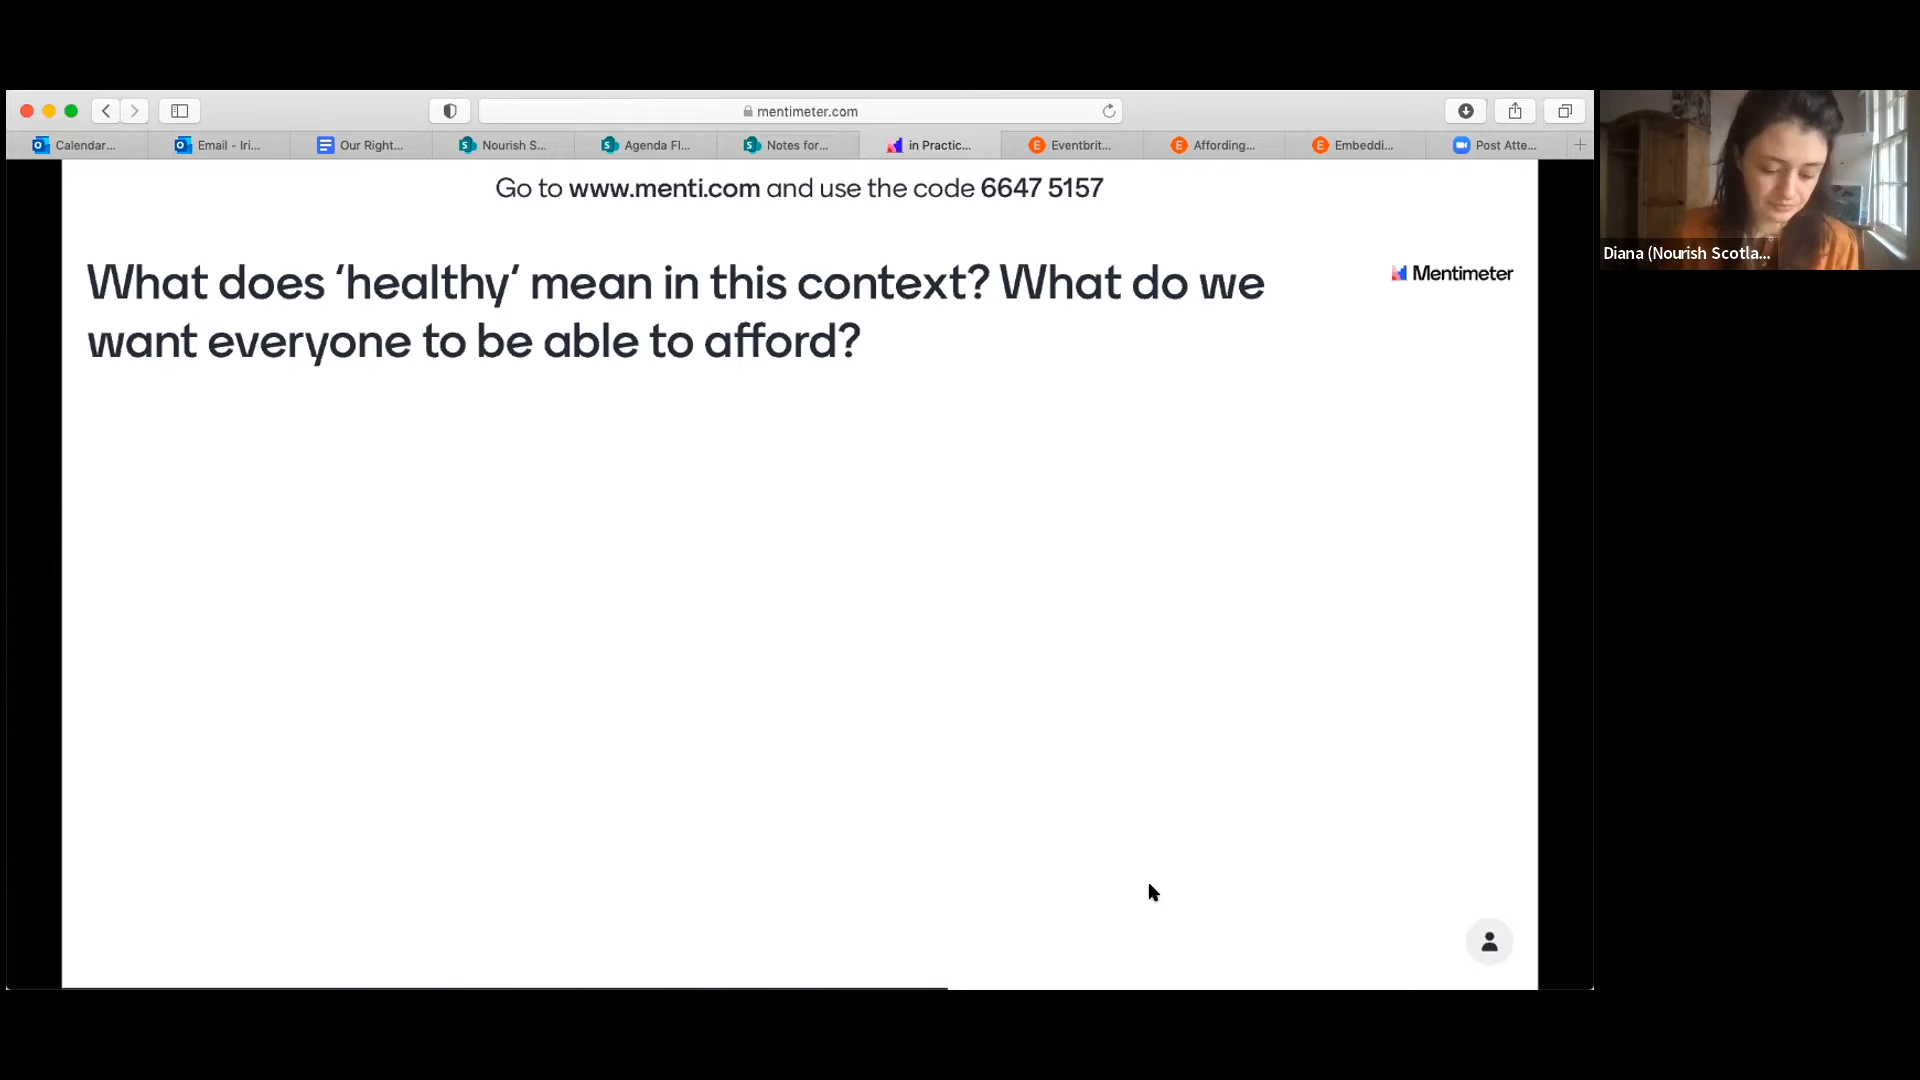 mentimeter.com
Calendar...
Email - Iri...
Our Right...
Nourish S...
Agenda Fl...
Notes for...
in Practic...
Eventbrit...
Affording...
Embeddi...
Post Atte...
Go to www.menti.com and use the code 6647 5157
What does ‘healthy’ mean in this context? What do we
want everyone to be able to afford?
Mentimeter
Diana (Nourish Scotla...